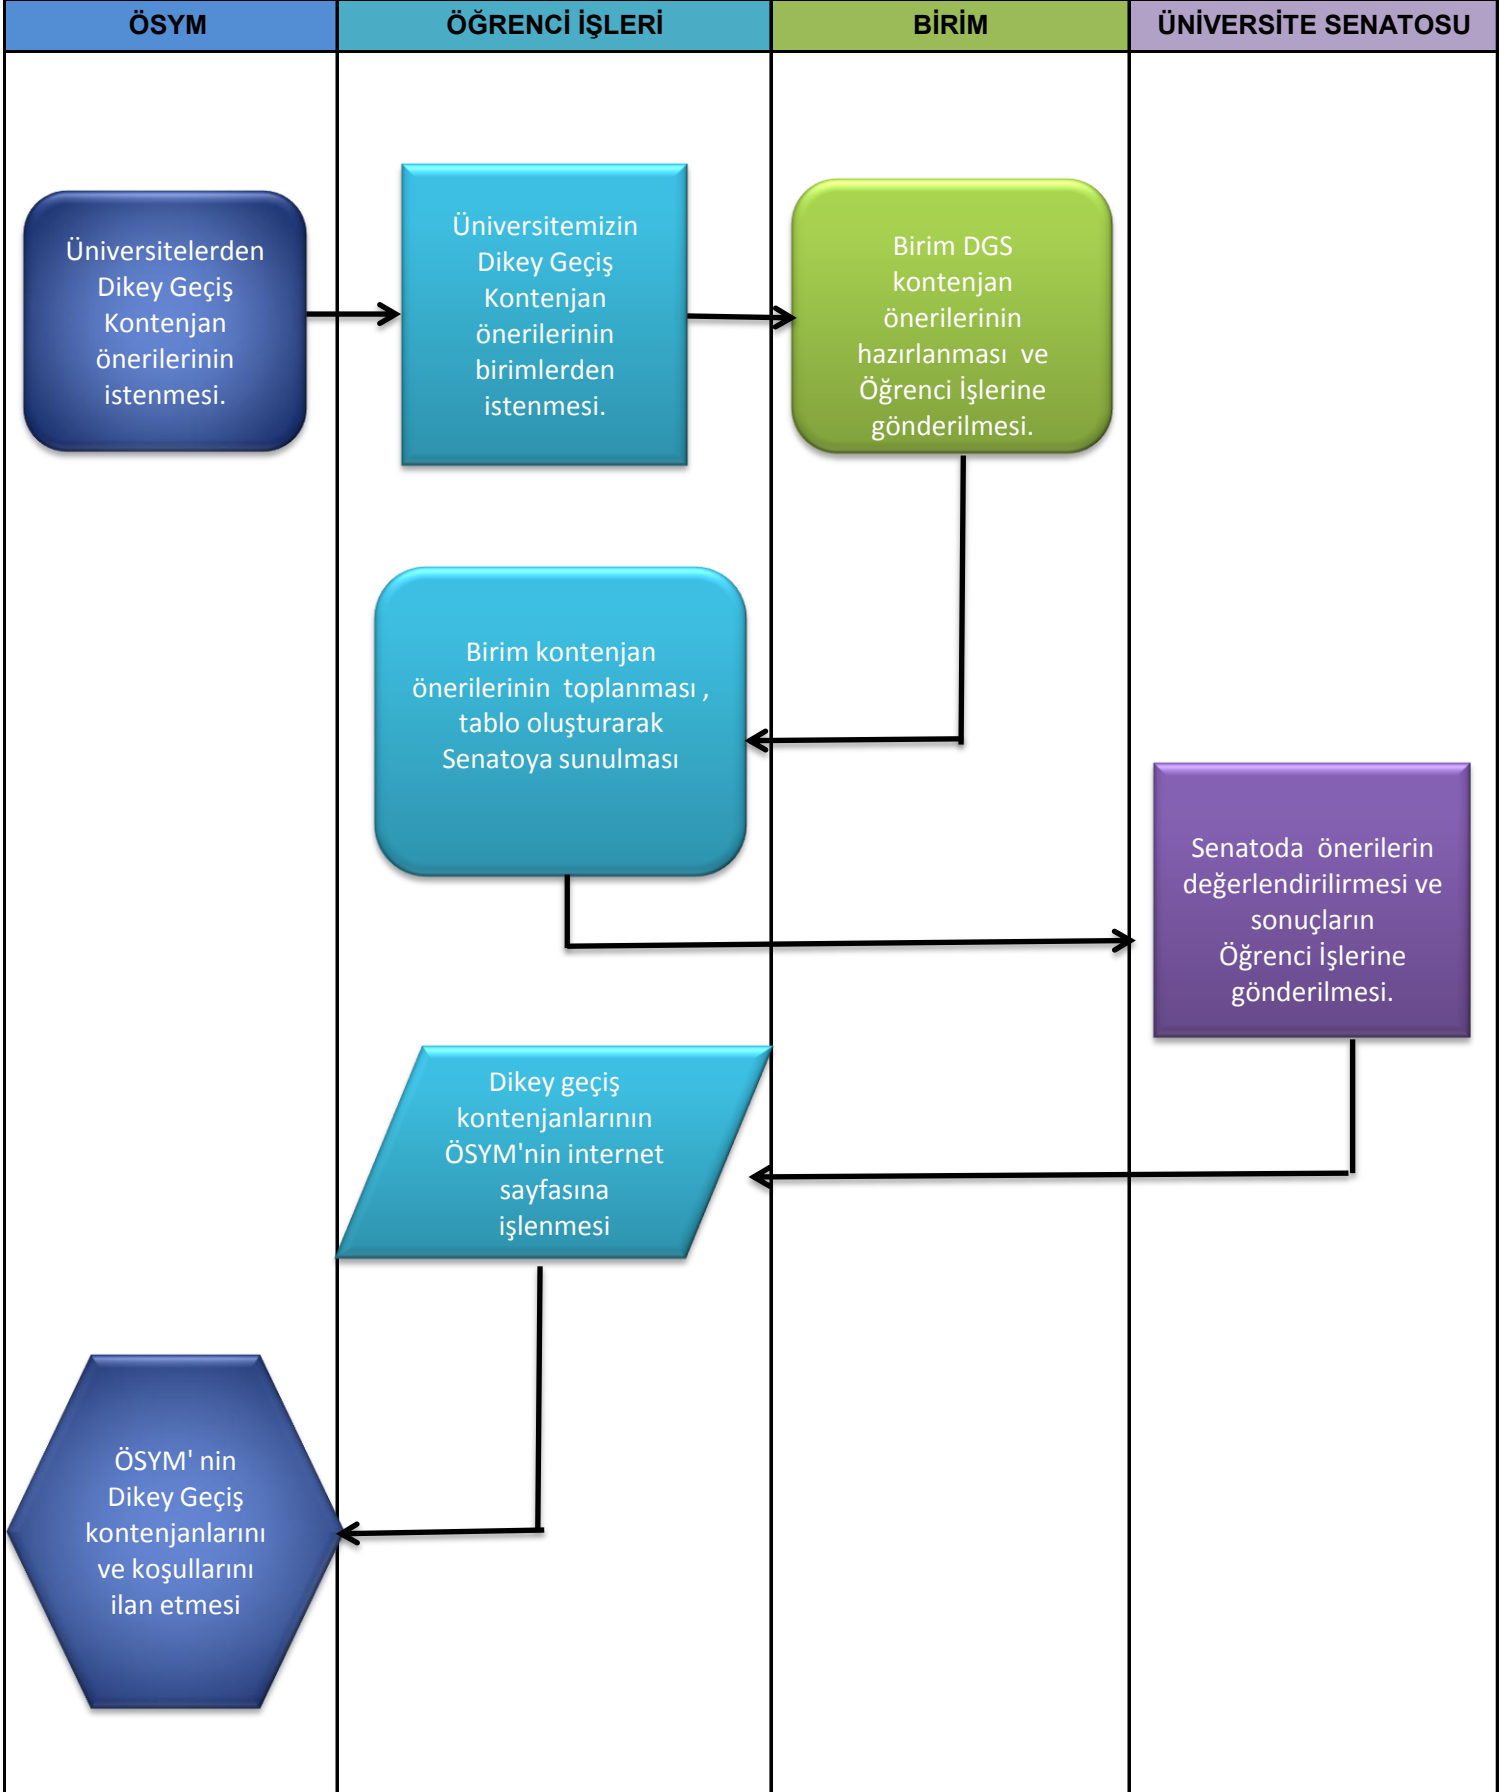 ÖSYM
ÖĞRENCİ İŞLERİ
BİRİM
ÜNİVERSİTE SENATOSU
Üniversitelerden
Dikey Geçiş
Kontenjan
önerilerinin
istenmesi.
Üniversitemizin
Dikey Geçiş
Kontenjan
önerilerinin
birimlerden
istenmesi.
Birim DGS
kontenjan
önerilerinin
hazırlanması ve
Öğrenci İşlerine
gönderilmesi.
Birim kontenjan
önerilerinin toplanması ,
tablo oluşturarak
Senatoya sunulması
Senatoda önerilerin
değerlendirilirmesi ve
sonuçların
Öğrenci İşlerine
gönderilmesi.
Dikey geçiş
kontenjanlarının
ÖSYM'nin internet
sayfasına
işlenmesi
ÖSYM' nin
Dikey Geçiş
kontenjanlarını
ve koşullarını
ilan etmesi